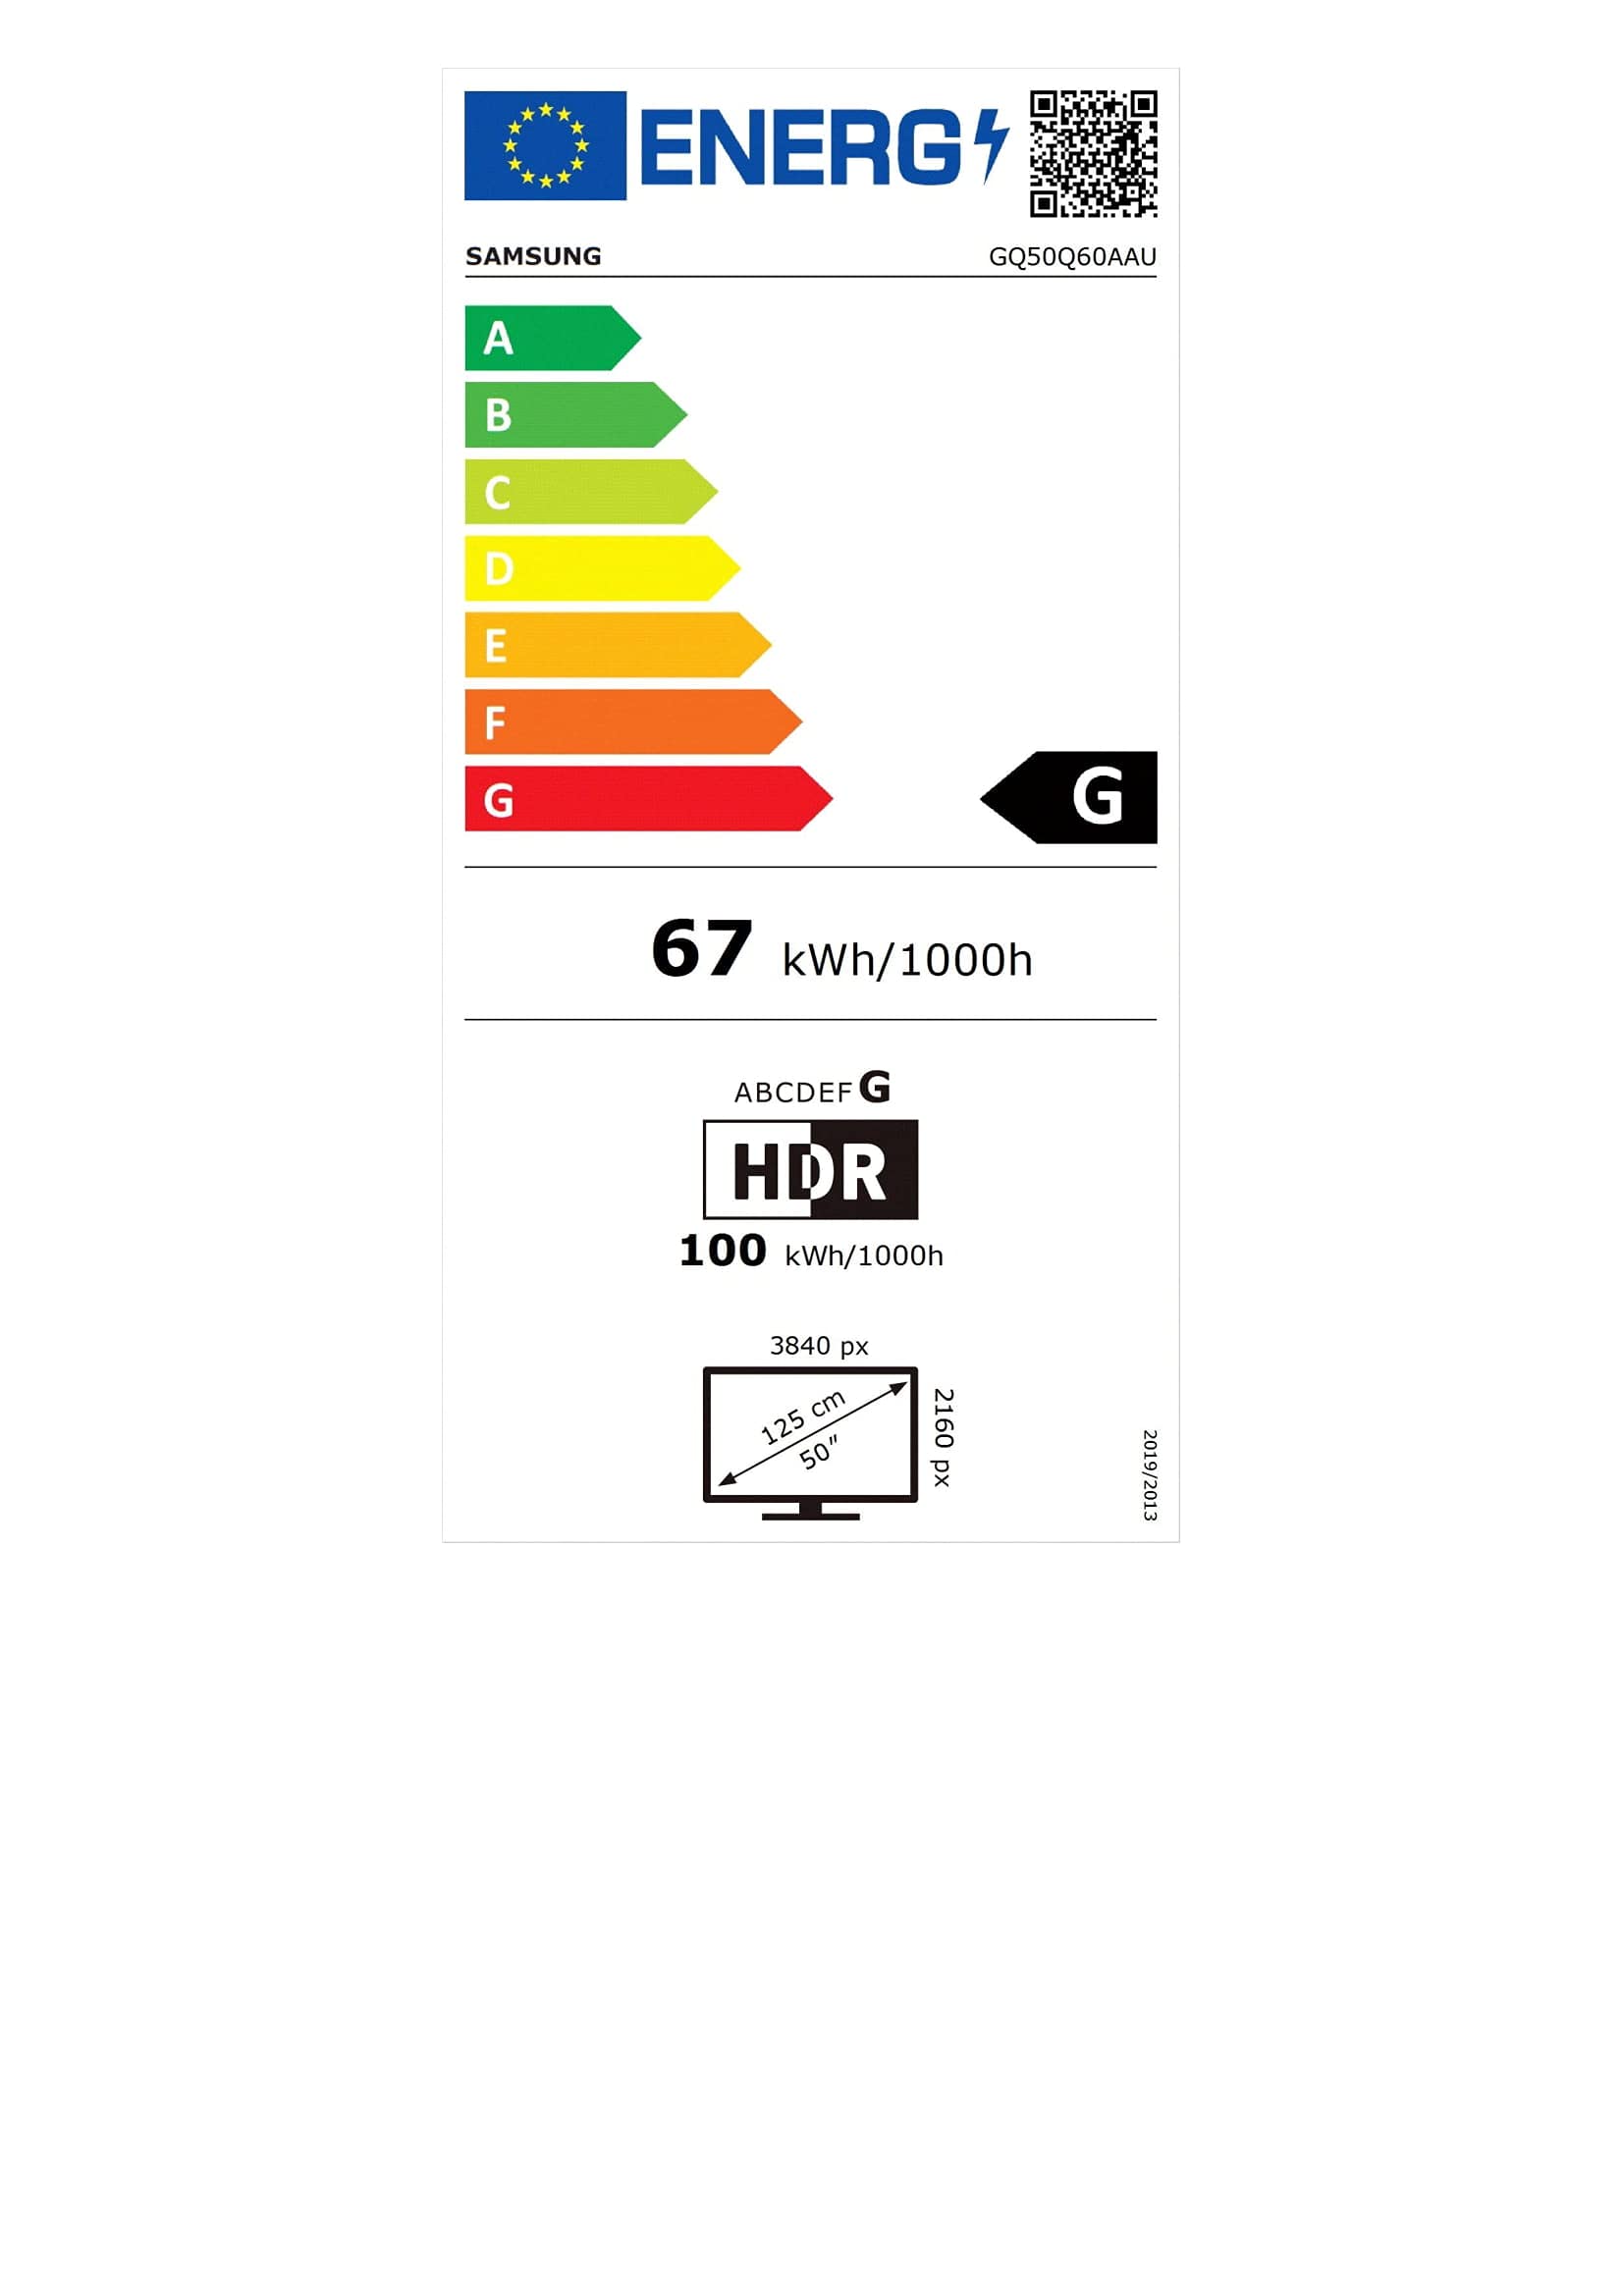 ENERG
SAMSUNG GQ50Q60AAU
A
B
C
D
E
F
G
G
67 kWh/1000h
ABCDEFG
HDR
100 kWh/1000h
3840 px
125 cm
50”
2160 px
2019/2013